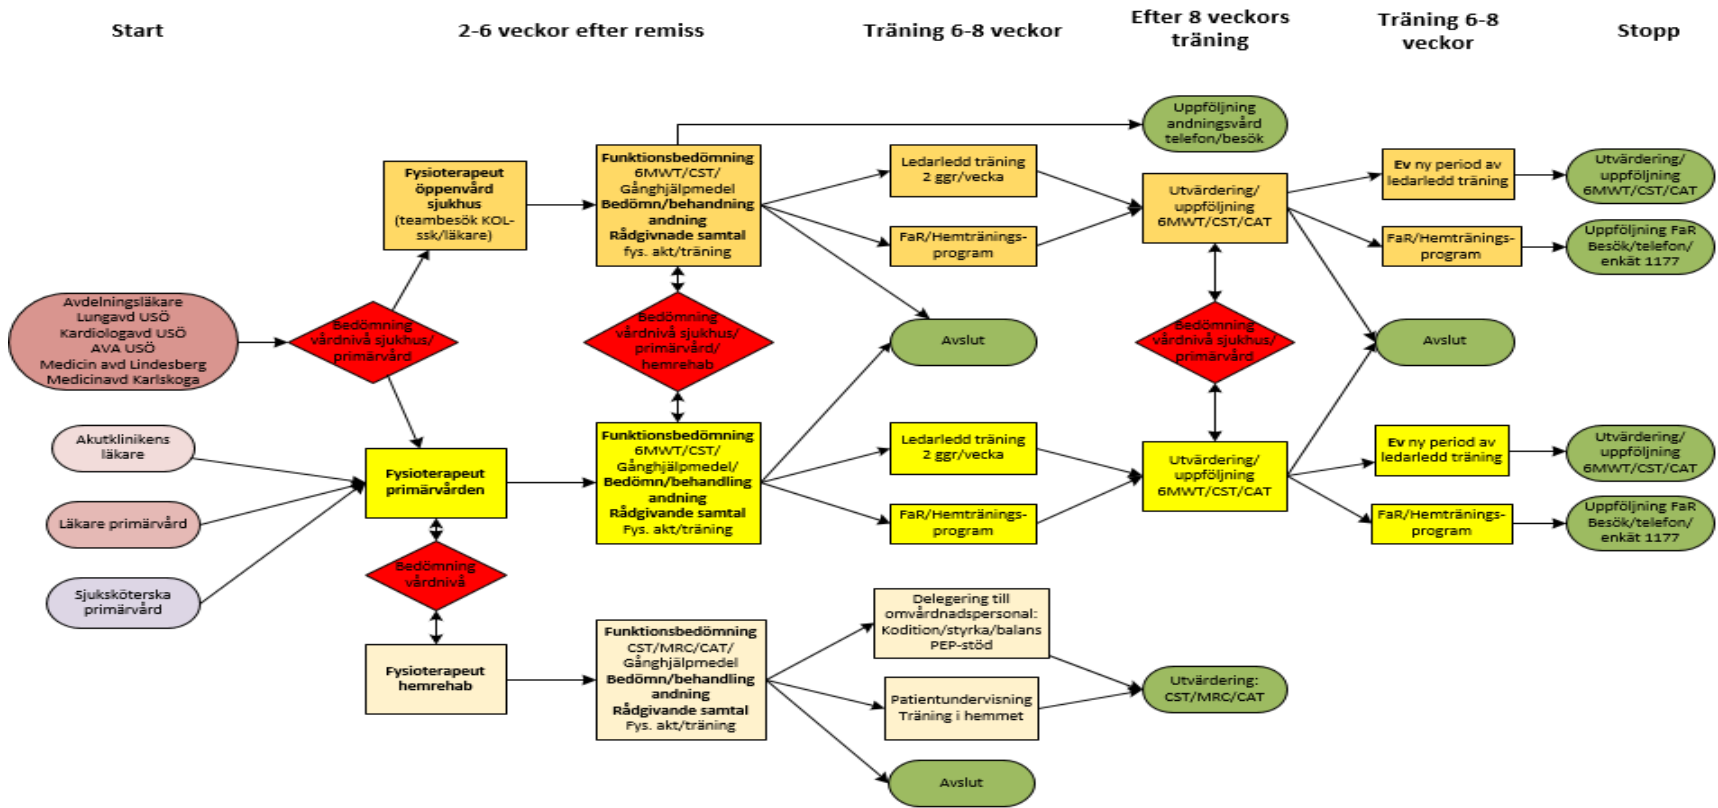 Start
2-6 veckor efter remiss
Träning 6-8 veckor
Efter 8 veckors
träning
Träning 6-8
veckor
Stopp
Uppföljning
andningsvård
telefon/besök
Fysioterapeut
öppenvård
sjukhus
(teambesök KOL-
ssk/läkare)
Funktionsbedömning
6MWT/CST/
Gånghjälpmedel
Bedömn/behandning
andning
Rådgivnade samtal
fys. akt/träning
Ledarledd träning
2 ggr/vecka
FaR/Hemtränings-
program
Utvärdering/
uppföljning
6MWT/CST/CAT
Ev ny period av
ledarledd träning
FaR/Hemtränings-
program
Utvärdering/
uppföljning
6MWT/CST/CAT
Uppföljning FaR
Besök/telefon/
enkät 1177
Avdelningsläkare
Lungavd USÖ
Kardiologavd USÖ
AVA USÖ
Medicin avd Lindesberg
Medicinavd Karlskoga
Bedömning
vårdnivå sjukhus/
primärvård
Bedömning
vårdnivå sjukhus/
primärvård/
hemrehab
Avslut
Bedömning
vårdnivå sjukhus/
primärvård
Avslut
Akutklinikens
läkare
Läkare primärvård
Sjuksköterska
primärvård
Fysioterapeut
primärvården
Funktionsbedömning
6MWT/CST/
Gånghjälpmedel/
Bedömn/behandling
andning
Rådgivande samtal
Fys. akt/träning
Ledarledd träning
2 ggr/vecka
FaR/Hemtränings-
program
Utvärdering/
uppföljning
6MWT/CST/CAT
Ev ny period av
ledarledd träning
FaR/Hemtränings-
program
Utvärdering/
uppföljning
6MWT/CST/CAT
Uppföljning FaR
Besök/telefon/
enkät 1177
Bedömning
vårdnivå
Fysioterapeut
hemrehab
Funktionsbedömning
CST/MRC/CAT/
Gånghjälpmedel
Bedömn/behandling
andning
Rådgivande samtal
Fys. akt/träning
Delegering till
omvårdnadspersonal:
Kodition/styrka/balans
PEP-stöd
Patientundervisning
Träning i hemmet
Utvärdering:
CST/MRC/CAT
Avslut